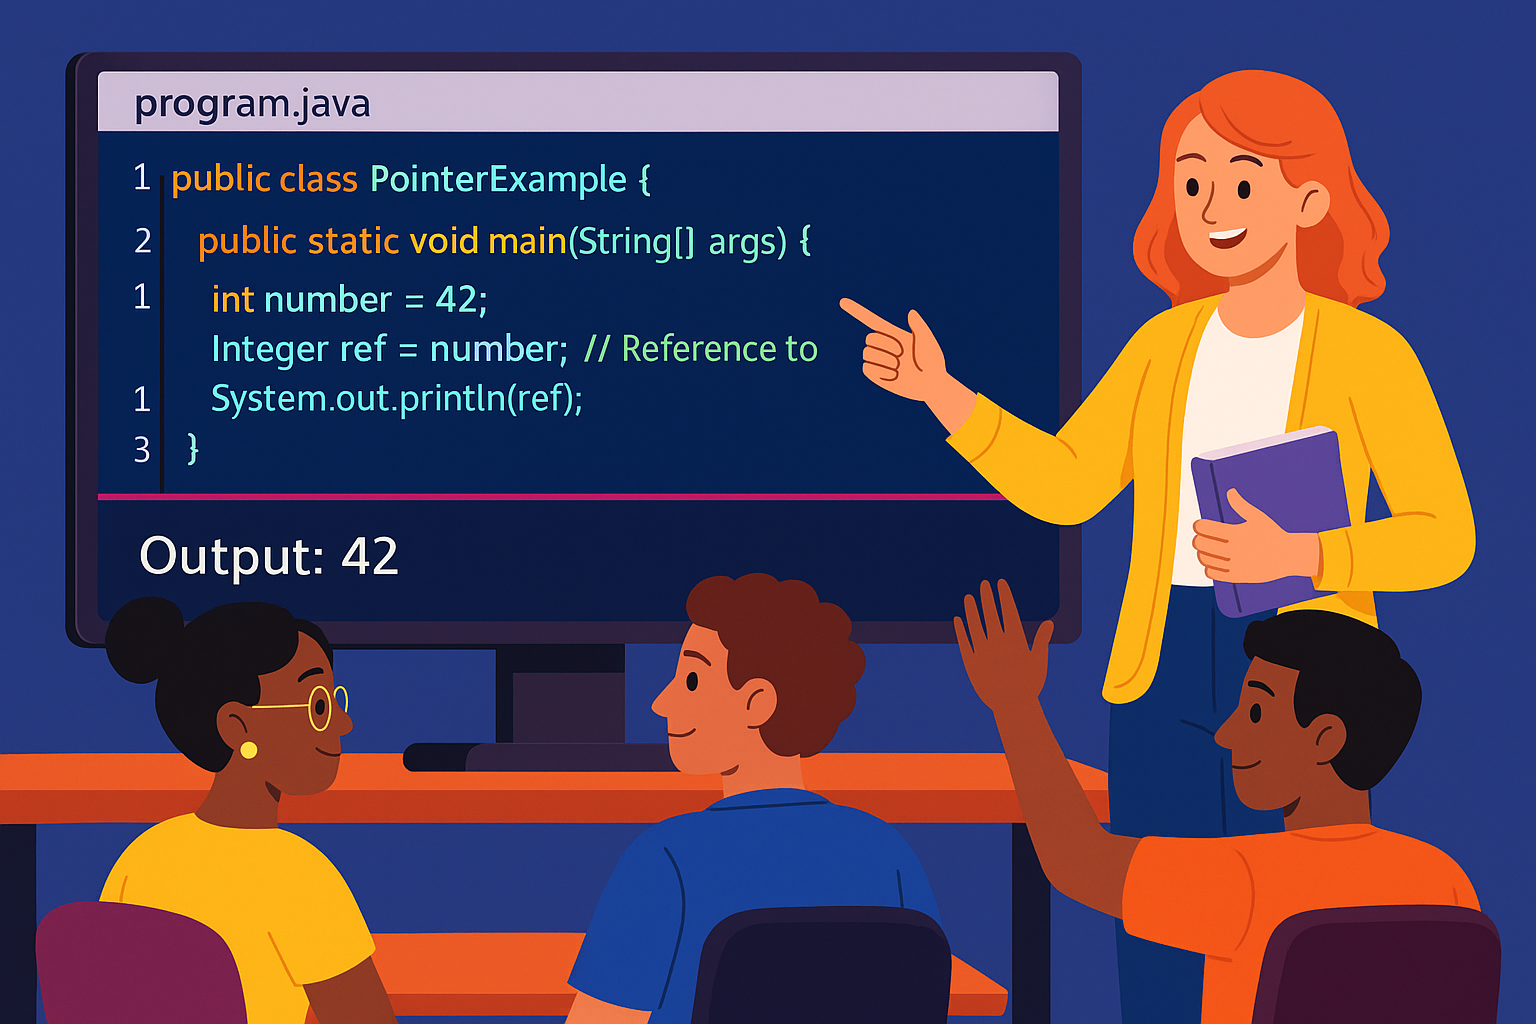 program.java
1 public class PointerExample {
2 public static void main(String[] args) {
1 int number = 42;
Integer ref = number; // Reference to
1 System.out.println(ref);
3 }
Output: 42